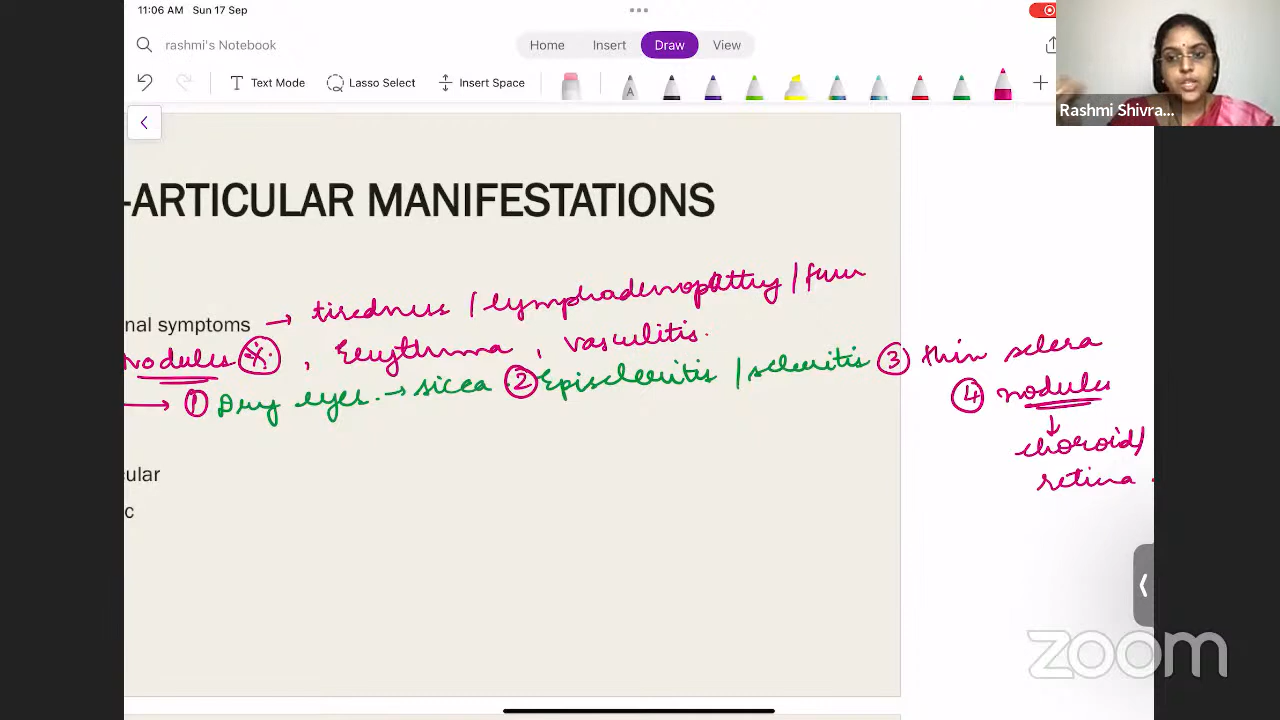 11:06 AM Sun 17 Sep
rashmi's Notebook
Home Insert Draw View
Text Mode Lasso Select Insert Space
A
Rashmi Shivra...
-ARTICULAR MANIFESTATIONS
nal symptoms → tiredness / lymphadenopathy /
nodules , Erythema , vasculitis.
→ ① Dry eyes. → sicca ② Episcleritis / scleritis ③ thin sclera
④ nodules
↓
choroid/
retina
cular
c
zoom